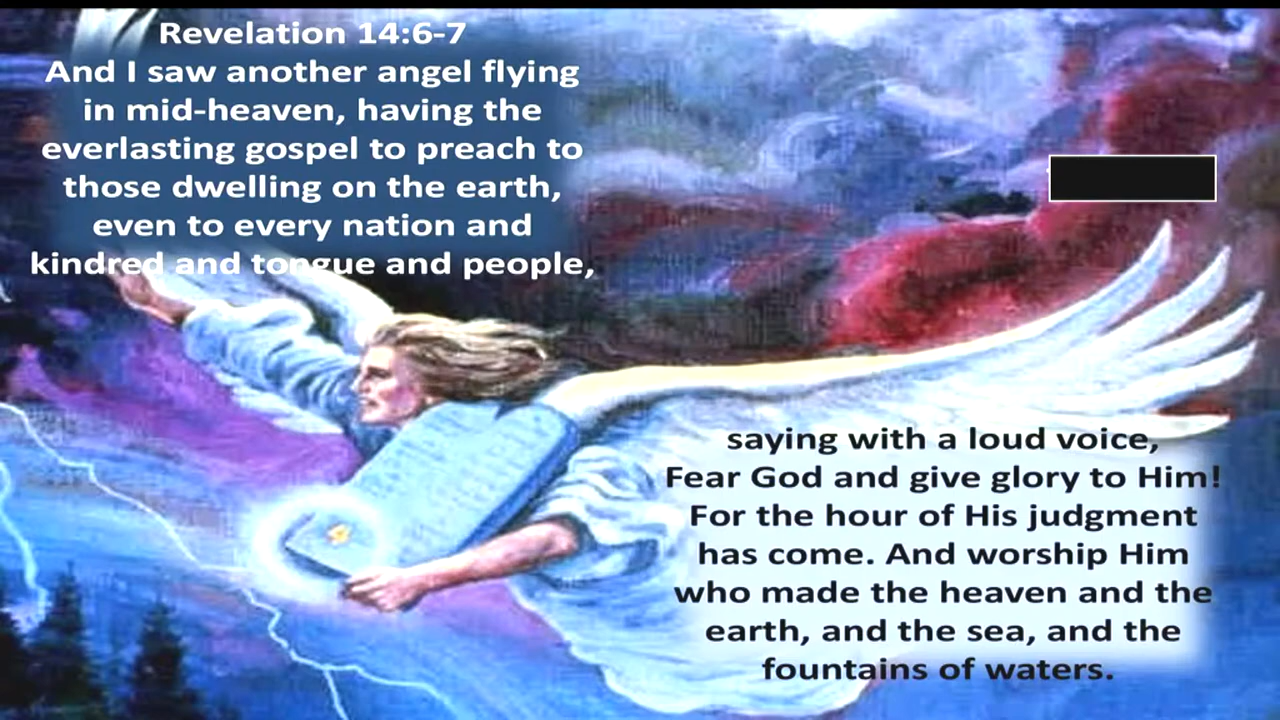 Revelation 14:6-7
And I saw another angel flying
in mid-heaven, having the
everlasting gospel to preach to
those dwelling on the earth,
even to every nation and
kindred and tongue and people,
saying with a loud voice,
Fear God and give glory to Him!
For the hour of His judgment
has come. And worship Him
who made the heaven and the
earth, and the sea, and the
fountains of waters.